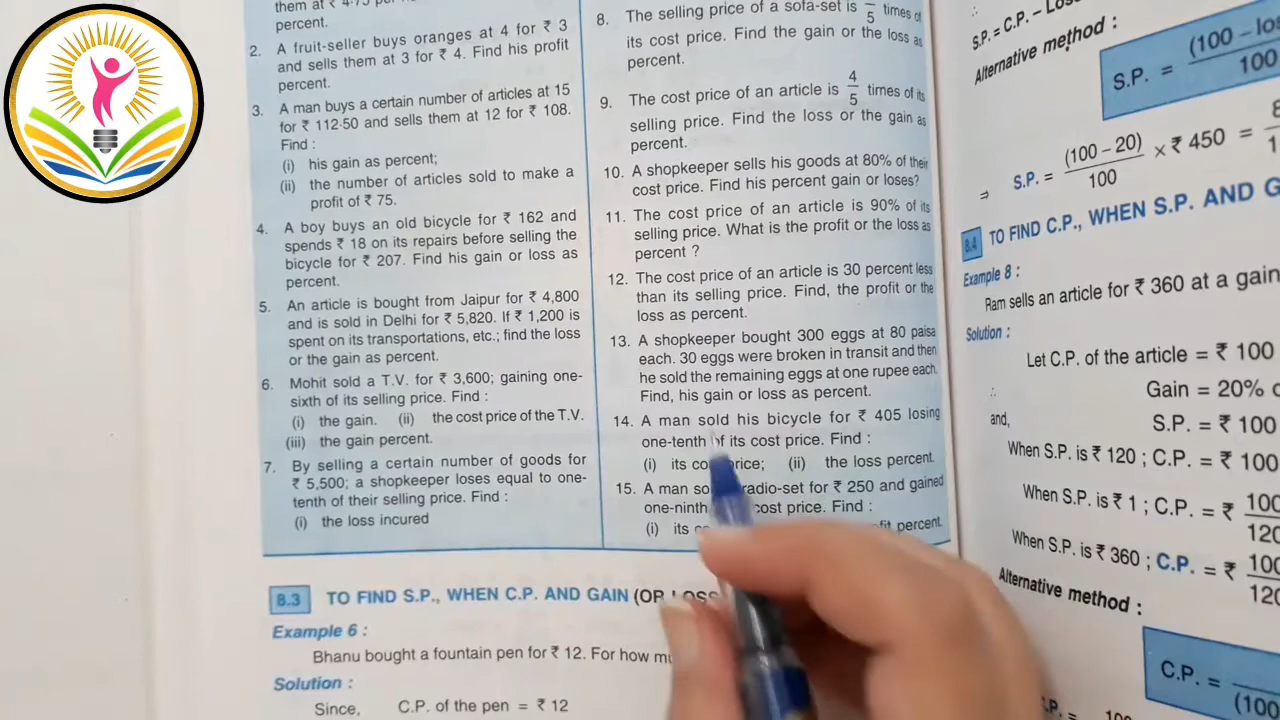 them at ₹ 4·75 per
percent.
2. A fruit-seller buys oranges at 4 for ₹ 3
and sells them at 3 for ₹ 4. Find his profit
percent.
3. A man buys a certain number of articles at 15
for ₹ 112·50 and sells them at 12 for ₹ 108.
Find :
(i) his gain as percent;
(ii) the number of articles sold to make a
profit of ₹ 75.
4. A boy buys an old bicycle for ₹ 162 and
spends ₹ 18 on its repairs before selling the
bicycle for ₹ 207. Find his gain or loss as
percent.
5. An article is bought from Jaipur for ₹ 4,800
and is sold in Delhi for ₹ 5,820. If ₹ 1,200 is
spent on its transportations, etc.; find the loss
or the gain as percent.
6. Mohit sold a T.V. for ₹ 3,600; gaining one-
sixth of its selling price. Find :
(i) the gain. (ii) the cost price of the T.V.
(iii) the gain percent.
7. By selling a certain number of goods for
₹ 5,500; a shopkeeper loses equal to one-
tenth of their selling price. Find :
(i) the loss incured
8. The selling price of a sofa-set is /5 times of
its cost price. Find the gain or the loss as
percent.
9. The cost price of an article is 4/5 times of its
selling price. Find the loss or the gain as
percent.
10. A shopkeeper sells his goods at 80% of their
cost price. Find his percent gain or loses?
11. The cost price of an article is 90% of its
selling price. What is the profit or the loss as
percent ?
12. The cost price of an article is 30 percent less
than its selling price. Find, the profit or the
loss as percent.
13. A shopkeeper bought 300 eggs at 80 paisa
each. 30 eggs were broken in transit and then
he sold the remaining eggs at one rupee each.
Find, his gain or loss as percent.
14. A man sold his bicycle for ₹ 405 losing
one-tenth of its cost price. Find :
(i) its price; (ii) the loss percent.
15. A man radio-set for ₹ 250 and gained
one-ninth cost price. Find :
(i) its percent.
8.3 TO FIND S.P., WHEN C.P. AND GAIN (OR LOSS
Example 6 :
Bhanu bought a fountain pen for ₹ 12. For how
Solution :
Since, C.P. of the pen = ₹ 12
∴
S.P. = C.P. – Loss
Alternative method :
S.P. = (100 – los / 100
⇒ S.P. = (100 – 20) / 100 × ₹ 450 =
8.4 TO FIND C.P., WHEN S.P. AND G
Example 8 :
Ram sells an article for ₹ 360 at a gain
Solution :
Let C.P. of the article = ₹ 100
∴ Gain = 20%
and, S.P. = ₹ 100
When S.P. is ₹ 120 ; C.P. = ₹ 100
When S.P. is ₹ 1 ; C.P. = ₹ 100 / 120
When S.P. is ₹ 360 ; C.P. = ₹ 100 / 120
Alternative method :
C.P. = / (100